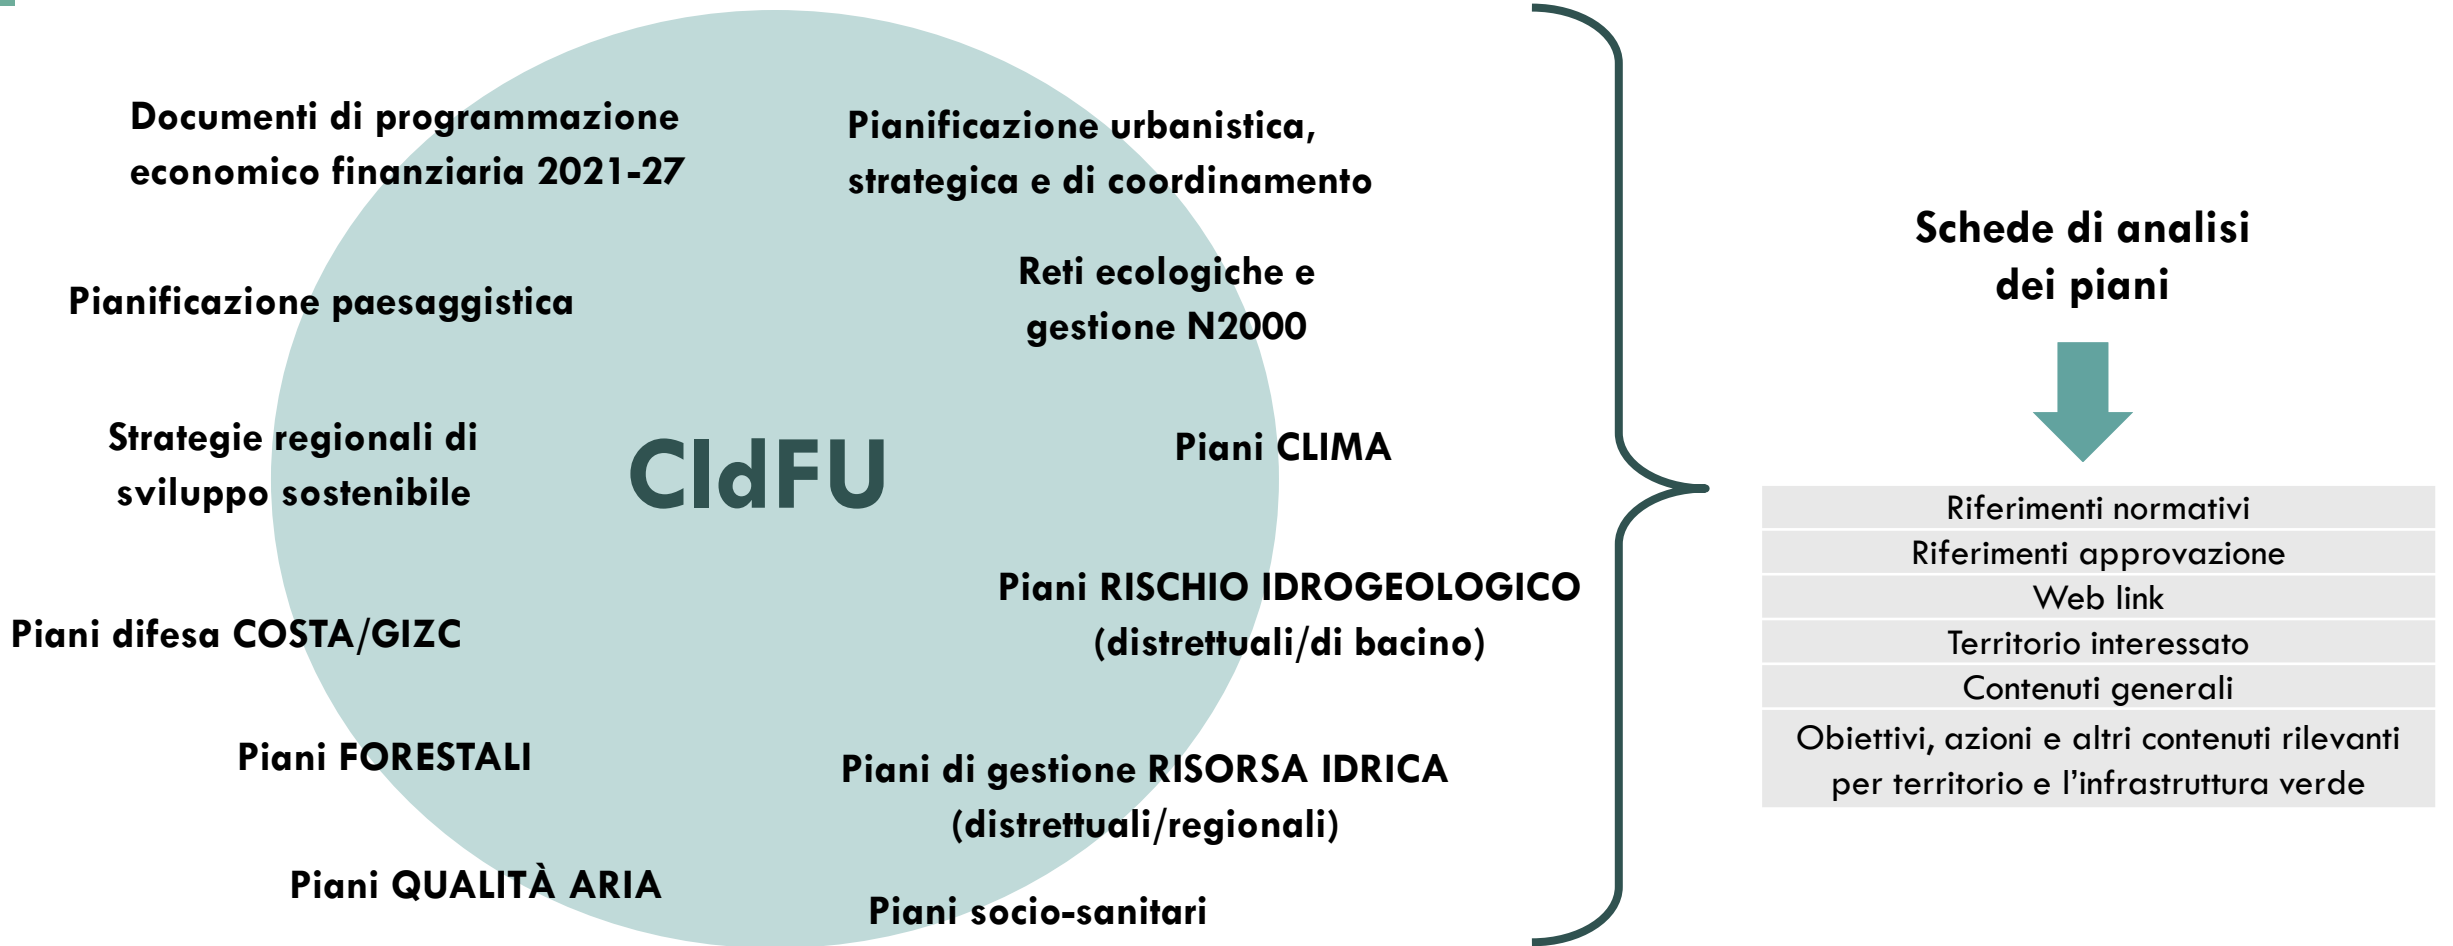 Documenti di programmazione
economico finanziaria 2021-27
Pianificazione paesaggistica
Strategie regionali di
sviluppo sostenibile
Piani difesa COSTA/GIZC
Piani FORESTALI
Piani QUALITÀ ARIA
CIdFU
Pianificazione urbanistica,
strategica e di coordinamento
Reti ecologiche e
gestione N2000
Piani CLIMA
Piani RISCHIO IDROGEOLOGICO
(distrettuali/di bacino)
Piani di gestione RISORSA IDRICA
(distrettuali/regionali)
Piani socio-sanitari
Schede di analisi
dei piani
Riferimenti normativi
Riferimenti approvazione
Web link
Territorio interessato
Contenuti generali
Obiettivi, azioni e altri contenuti rilevanti
per territorio e l’infrastruttura verde